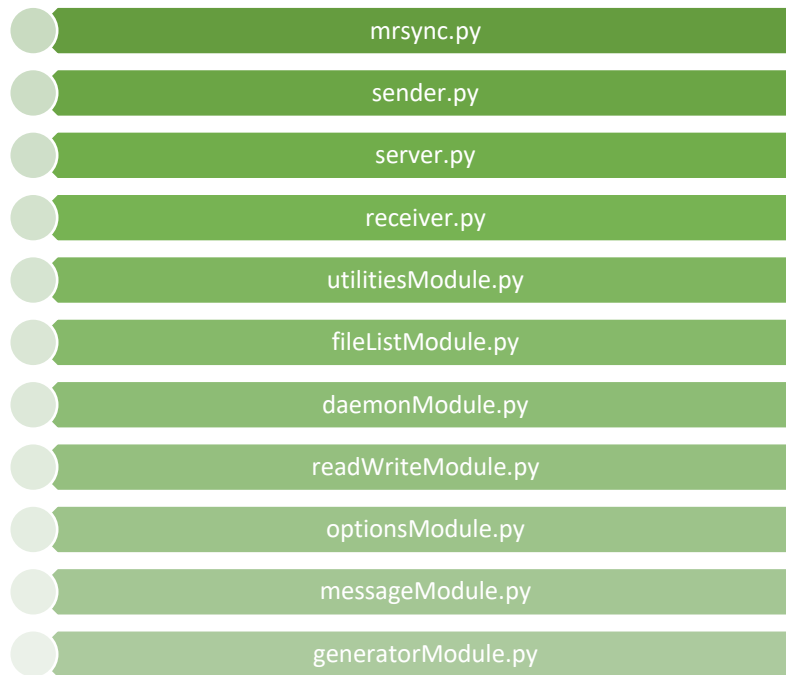 mrsync.py
sender.py
server.py
receiver.py
utilitiesModule.py
fileListModule.py
daemonModule.py
readWriteModule.py
optionsModule.py
messageModule.py
generatorModule.py